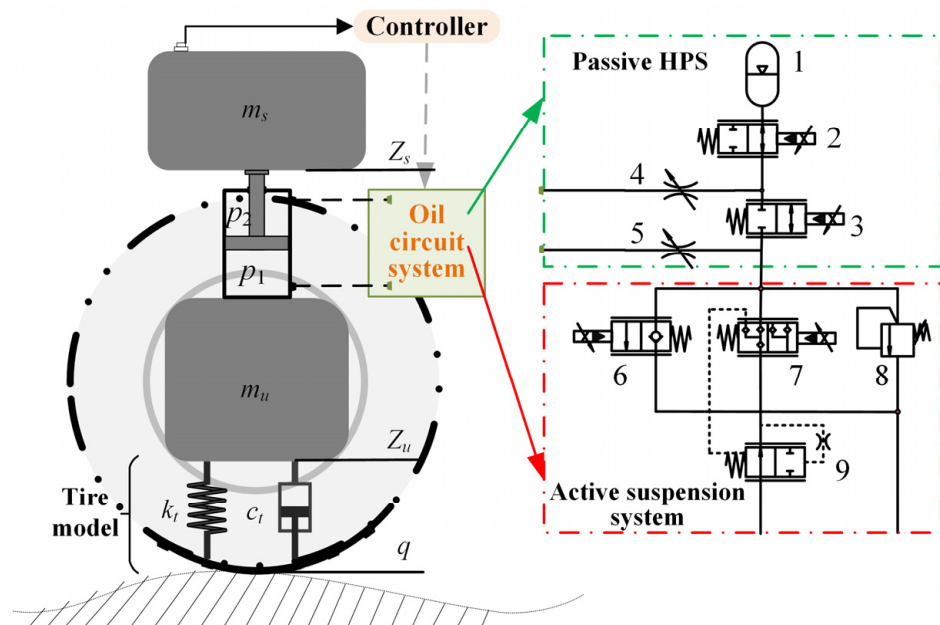 Controller
Passive HPS
1
m_s
2
Z_s
4
p_2
Oil
circuit
system
3
5
p_1
6
7
8
m_u
Z_u
9
Tire
model
k_t
c_t
Active suspension
system
q